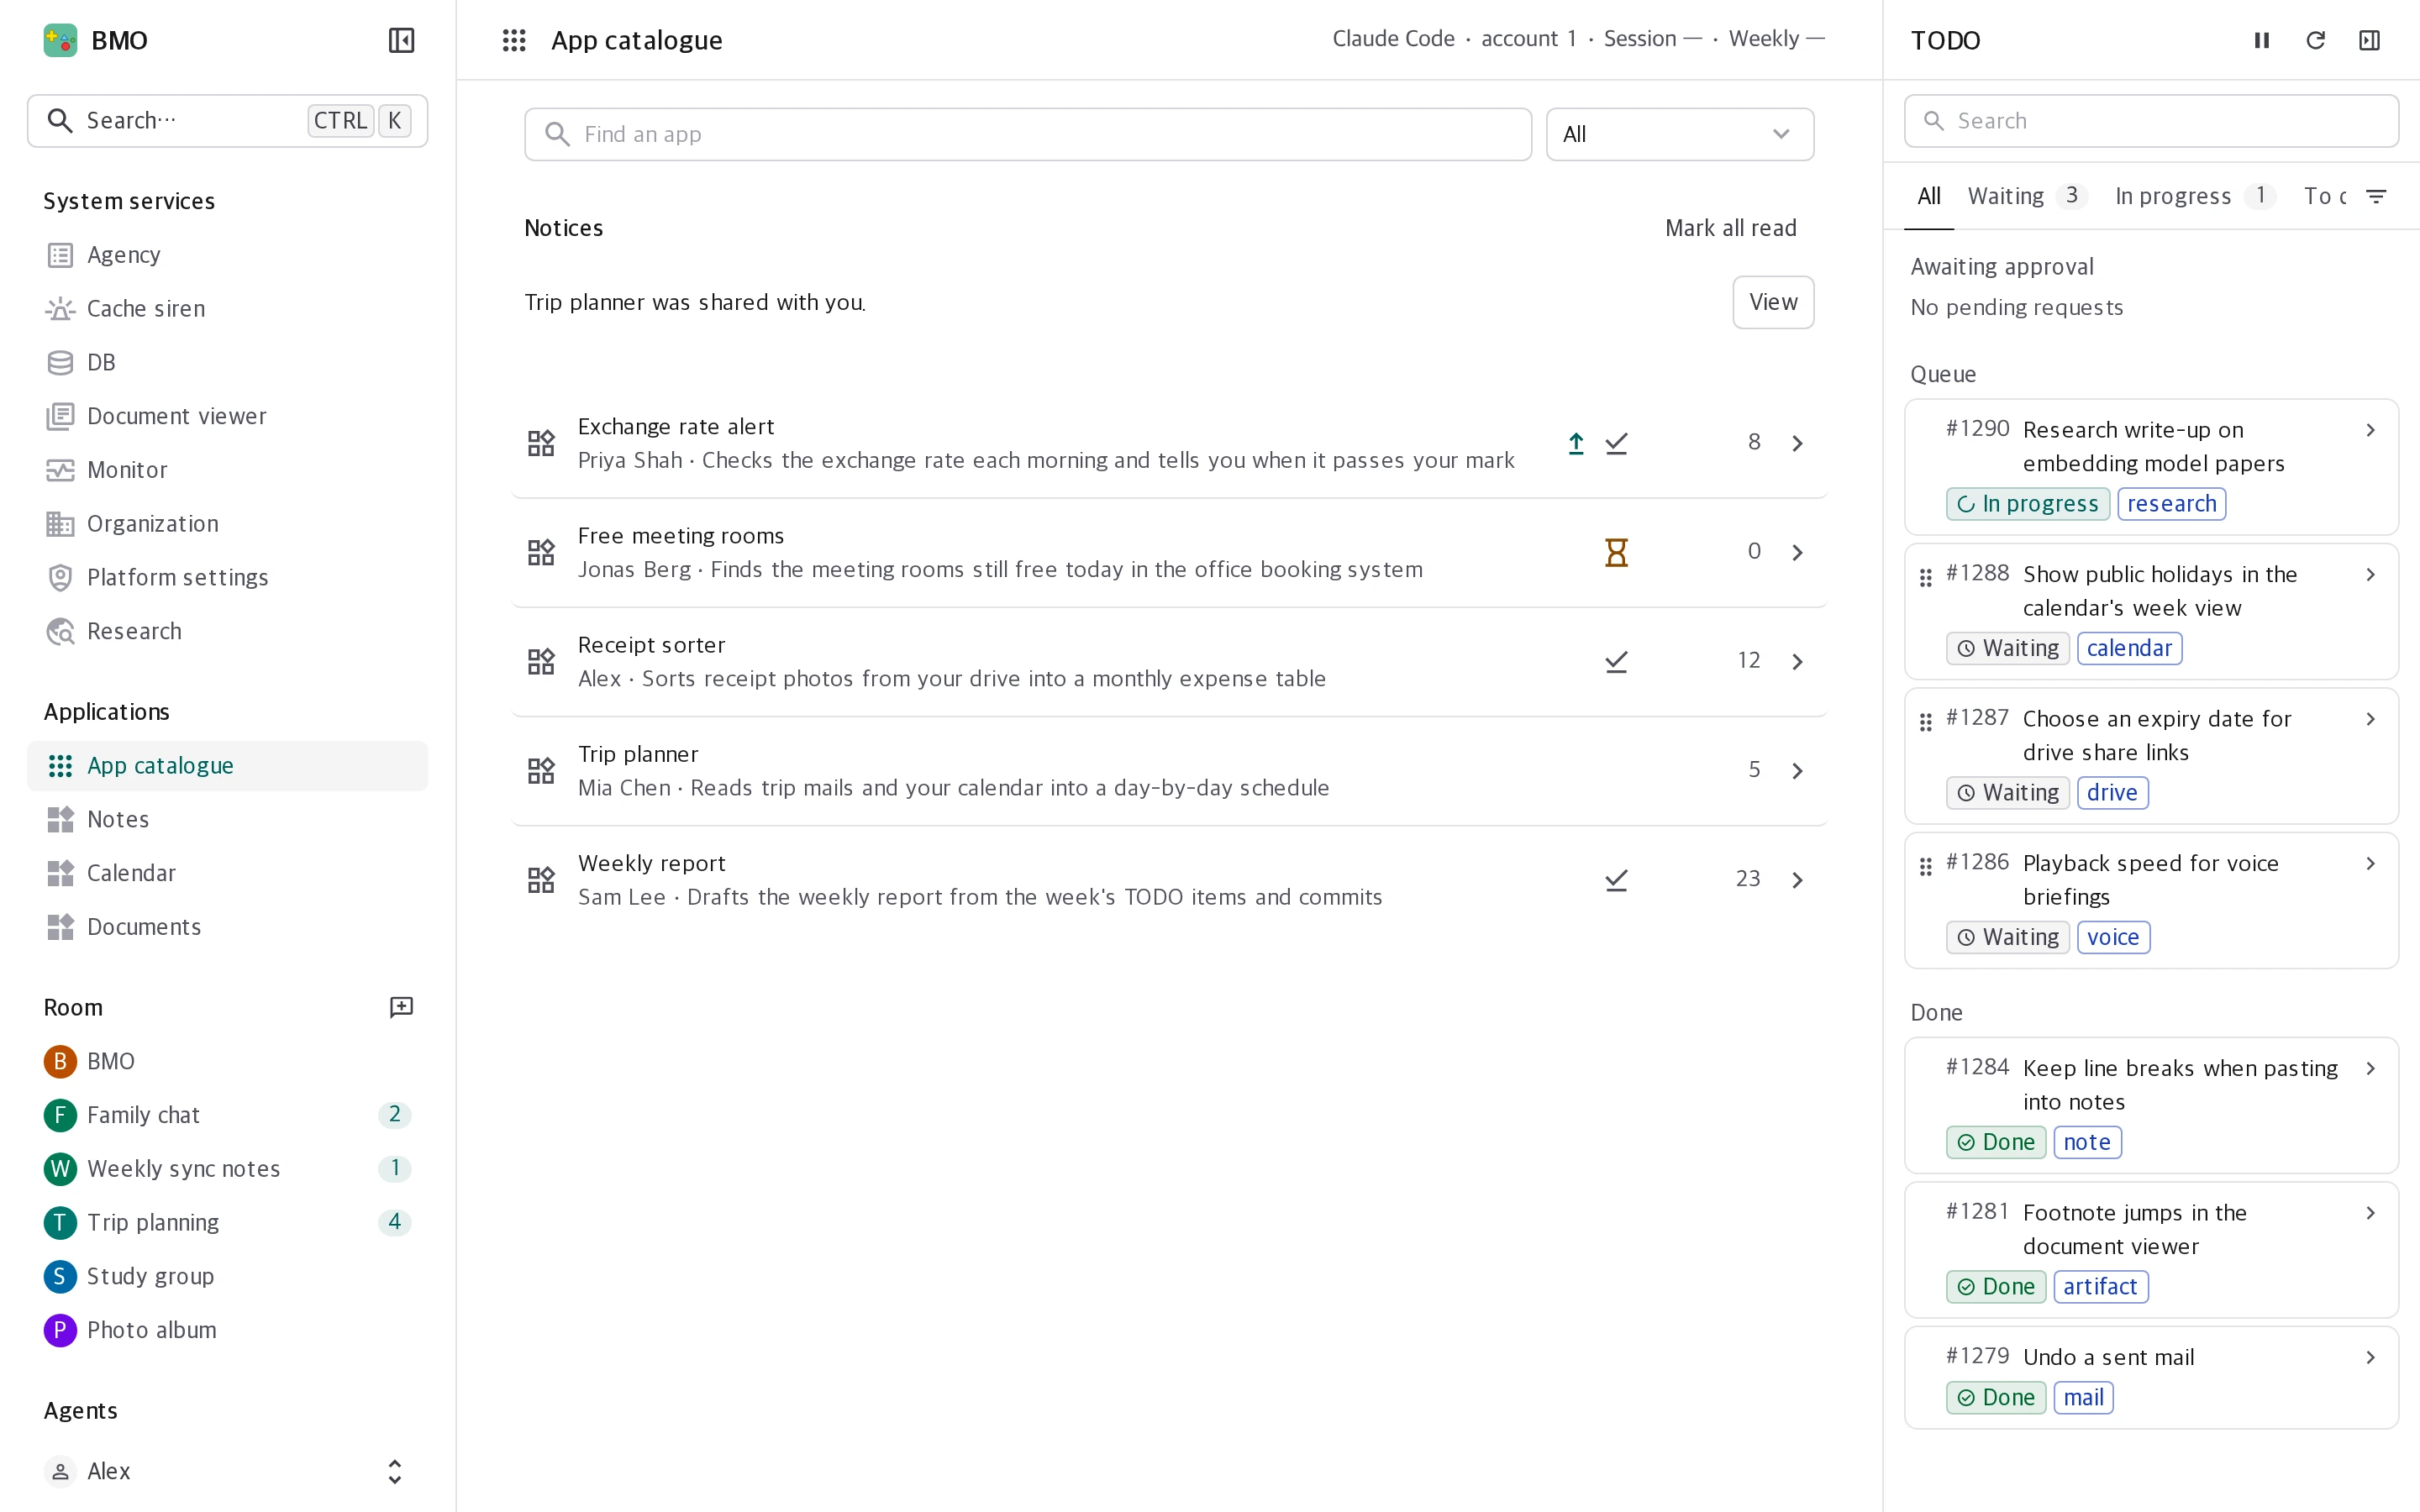 BMO
Search…
CTRL K
System services
Agency
Cache siren
DB
Document viewer
Monitor
Organization
Platform settings
Research
Applications
App catalogue
Notes
Calendar
Documents
Room
B BMO
F Family chat 2
W Weekly sync notes 1
T Trip planning 4
S Study group
P Photo album
Agents
Alex
App catalogue
Claude Code · account 1 · Session — · Weekly —
Find an app
All
Notices
Mark all read
Trip planner was shared with you.
View
Exchange rate alert
Priya Shah · Checks the exchange rate each morning and tells you when it passes your mark
8
Free meeting rooms
Jonas Berg · Finds the meeting rooms still free today in the office booking system
0
Receipt sorter
Alex · Sorts receipt photos from your drive into a monthly expense table
12
Trip planner
Mia Chen · Reads trip mails and your calendar into a day-by-day schedule
5
Weekly report
Sam Lee · Drafts the weekly report from the week's TODO items and commits
23
TODO
Search
All Waiting 3 In progress 1 To
Awaiting approval
No pending requests
Queue
#1290 Research write-up on
embedding model papers
In progress research
#1288 Show public holidays in the
calendar's week view
Waiting calendar
#1287 Choose an expiry date for
drive share links
Waiting drive
#1286 Playback speed for voice
briefings
Waiting voice
Done
#1284 Keep line breaks when pasting
into notes
Done note
#1281 Footnote jumps in the
document viewer
Done artifact
#1279 Undo a sent mail
Done mail